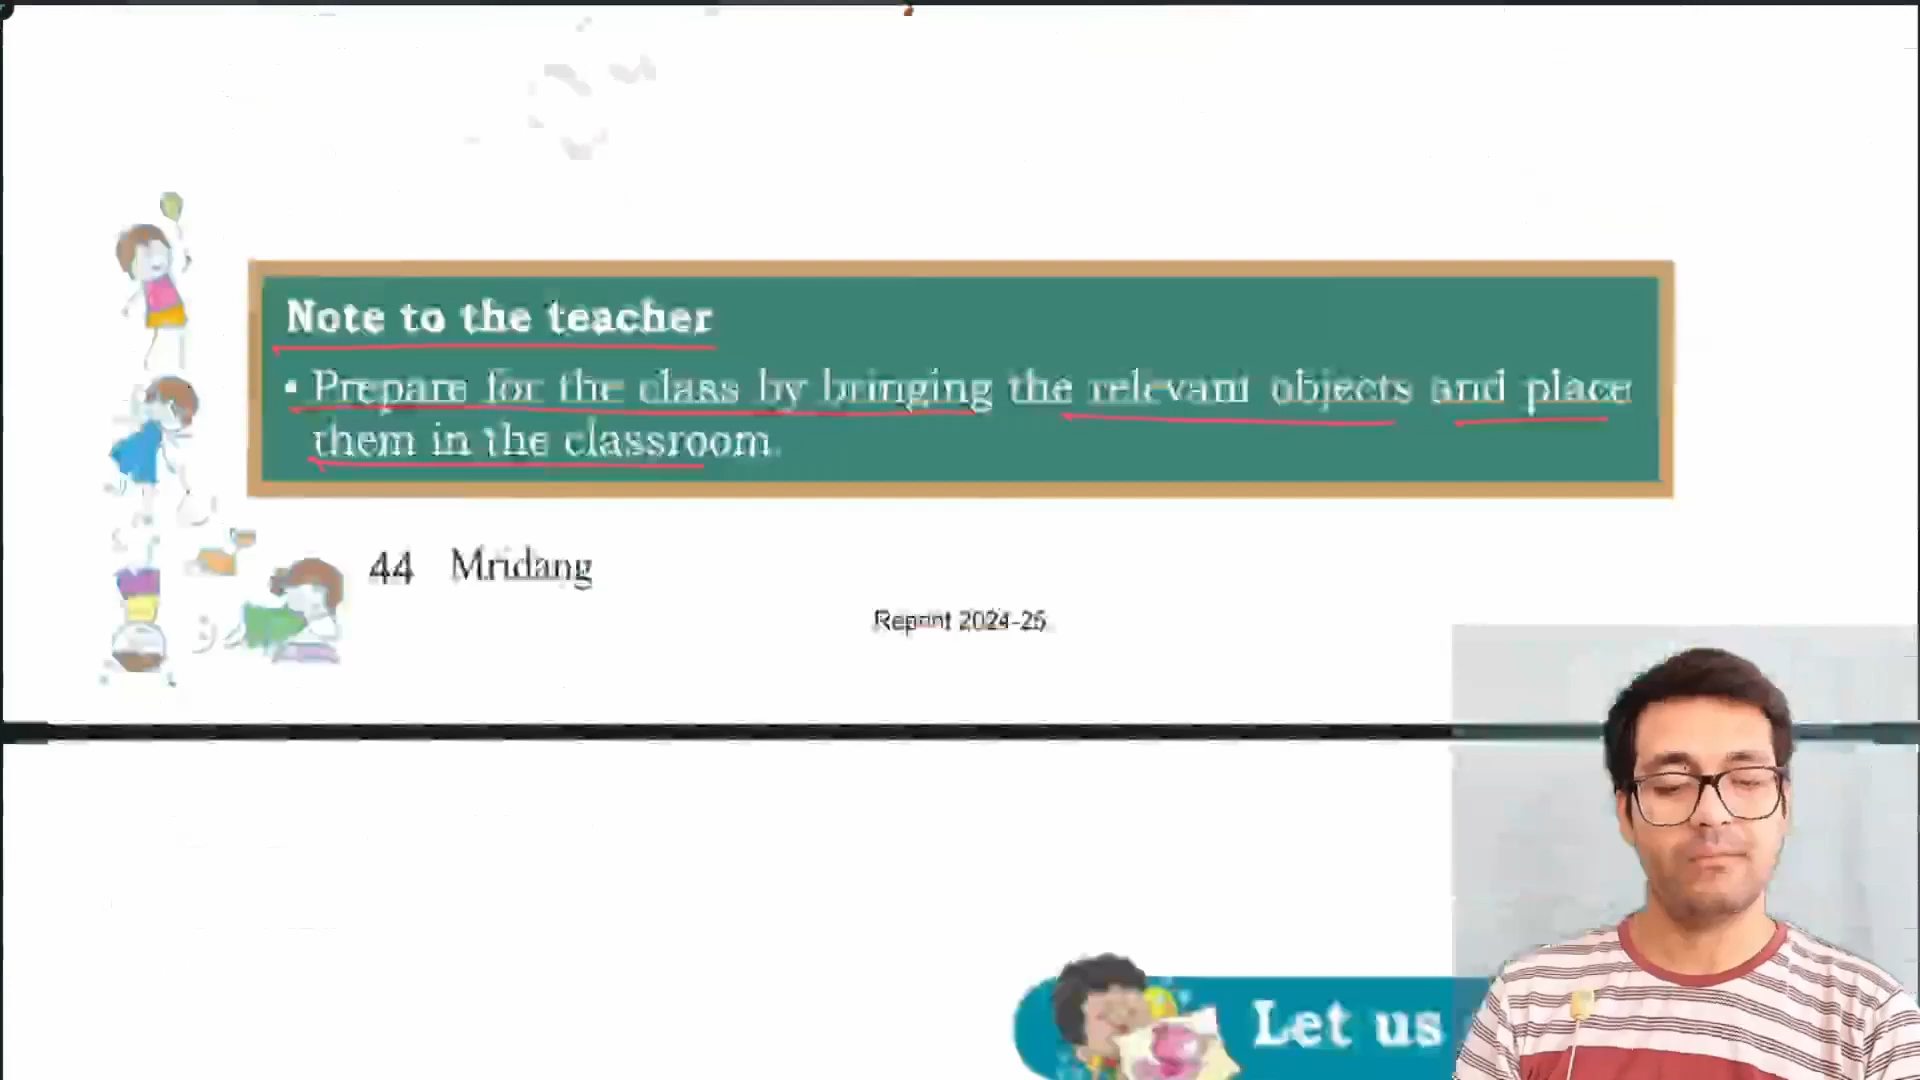 Note to the teacher
▪ Prepare for the class by bringing the relevant objects and place
them in the classroom.
44 Mridang
Reprint 2024-25
Let us